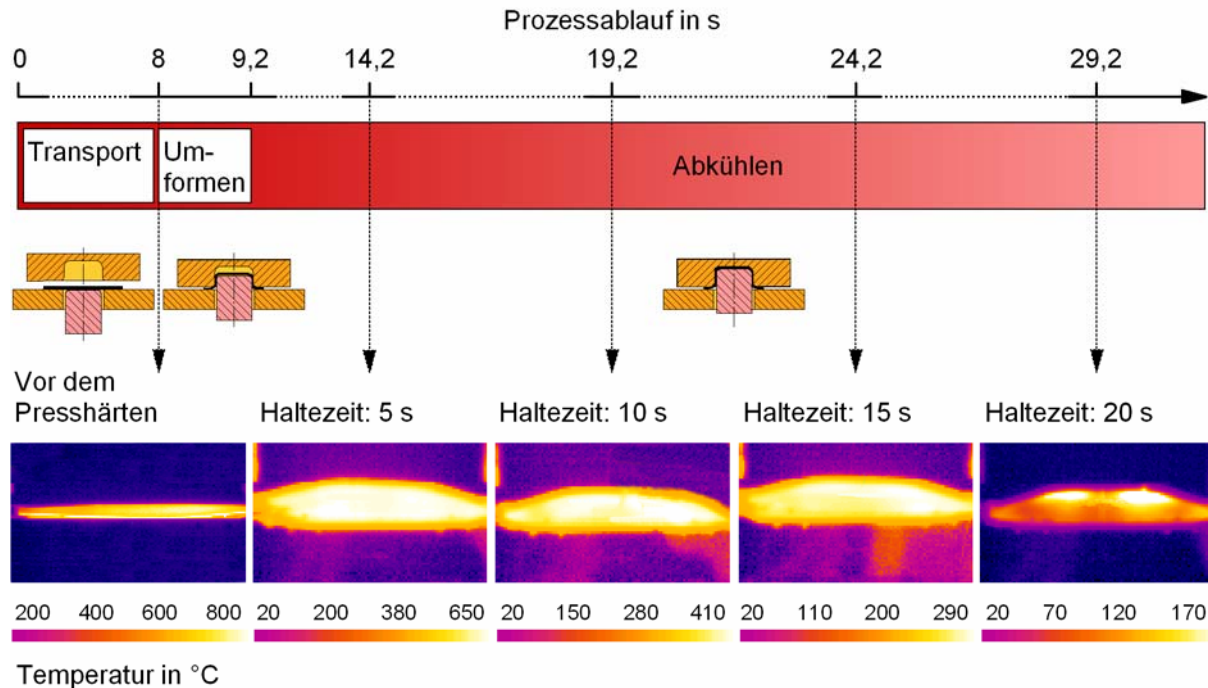 Prozessablauf in s
0 8 9,2 14,2 19,2 24,2 29,2
Transport
Um-
formen
Abkühlen
Vor dem
Presshärten
Haltezeit: 5 s
Haltezeit: 10 s
Haltezeit: 15 s
Haltezeit: 20 s
200 400 600 800
20 200 380 650
20 150 280 410
20 110 200 290
20 70 120 170
Temperatur in °C